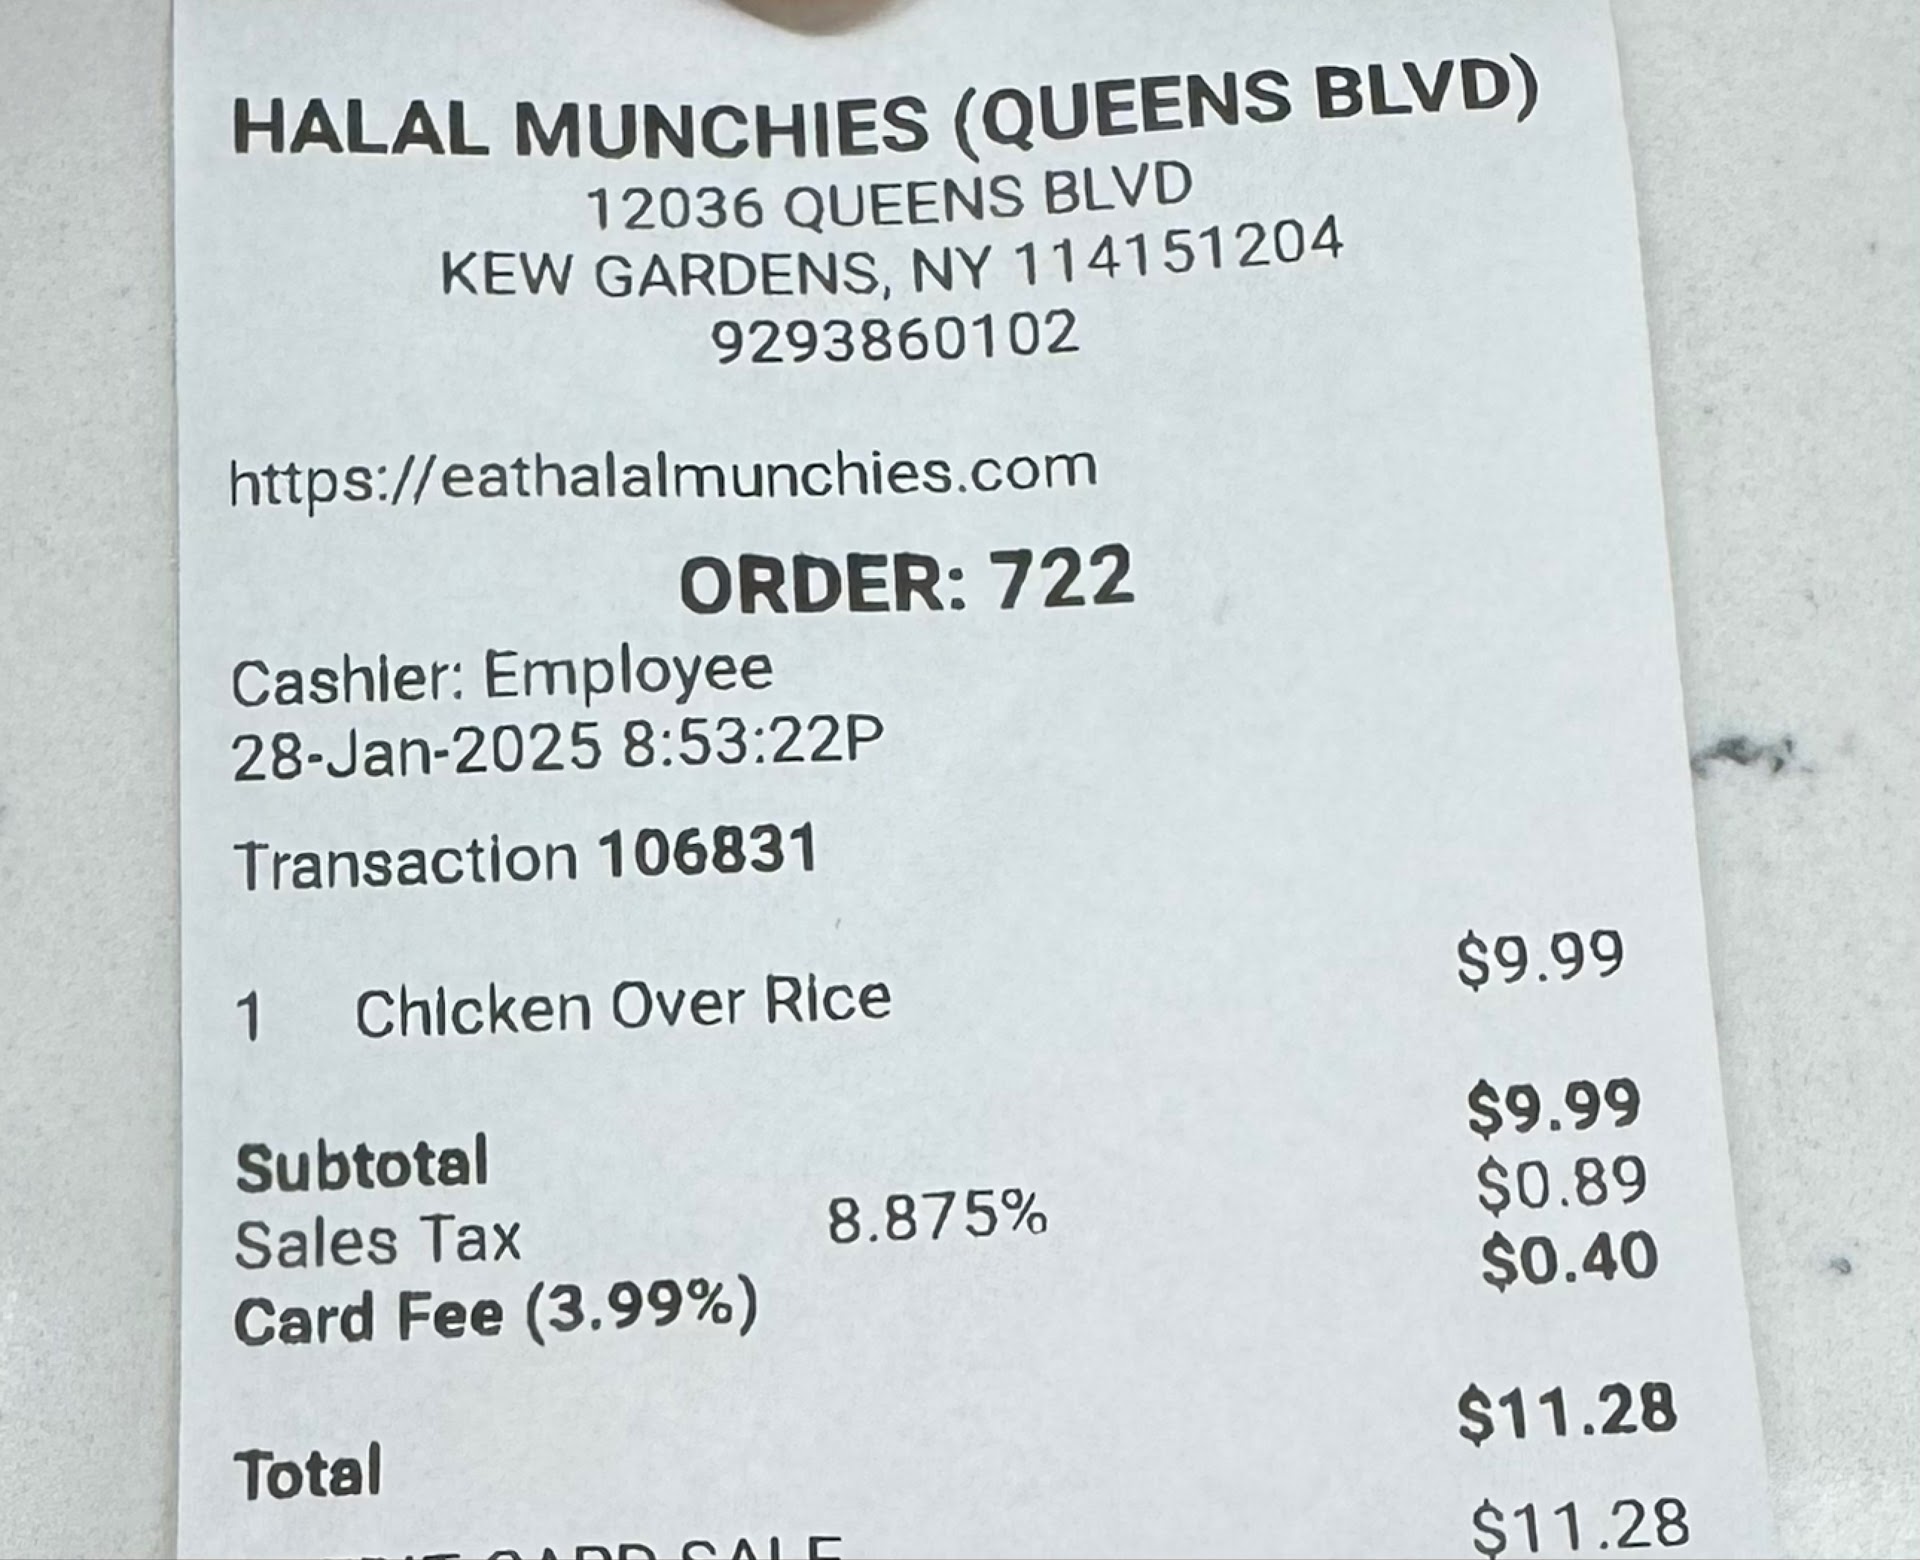 HALAL MUNCHIES (QUEENS BLVD)
12036 QUEENS BLVD
KEW GARDENS, NY 114151204
9293860102
https://eathalalmunchies.com
ORDER: 722
Cashier: Employee
28-Jan-2025 8:53:22P
Transaction 106831
1 Chicken Over Rice $9.99
Subtotal $9.99
Sales Tax 8.875% $0.89
Card Fee (3.99%) $0.40
Total $11.28
CARD SALE $11.28